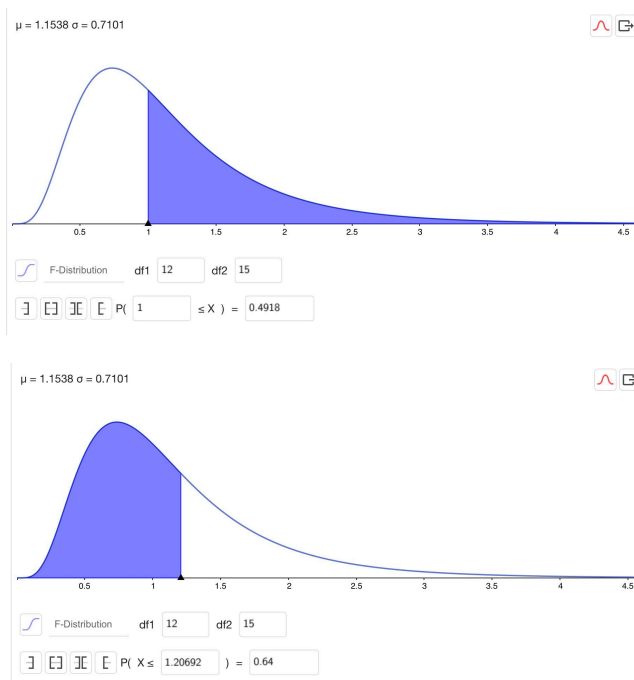 μ = 1.1538 σ = 0.7101
0.5 1 1.5 2 2.5 3 3.5 4 4.5
F-Distribution df1 12 df2 15
P( 1 ≤ X ) = 0.4918
μ = 1.1538 σ = 0.7101
0.5 1 1.5 2 2.5 3 3.5 4 4.5
F-Distribution df1 12 df2 15
P( X ≤ 1.20692 ) = 0.64